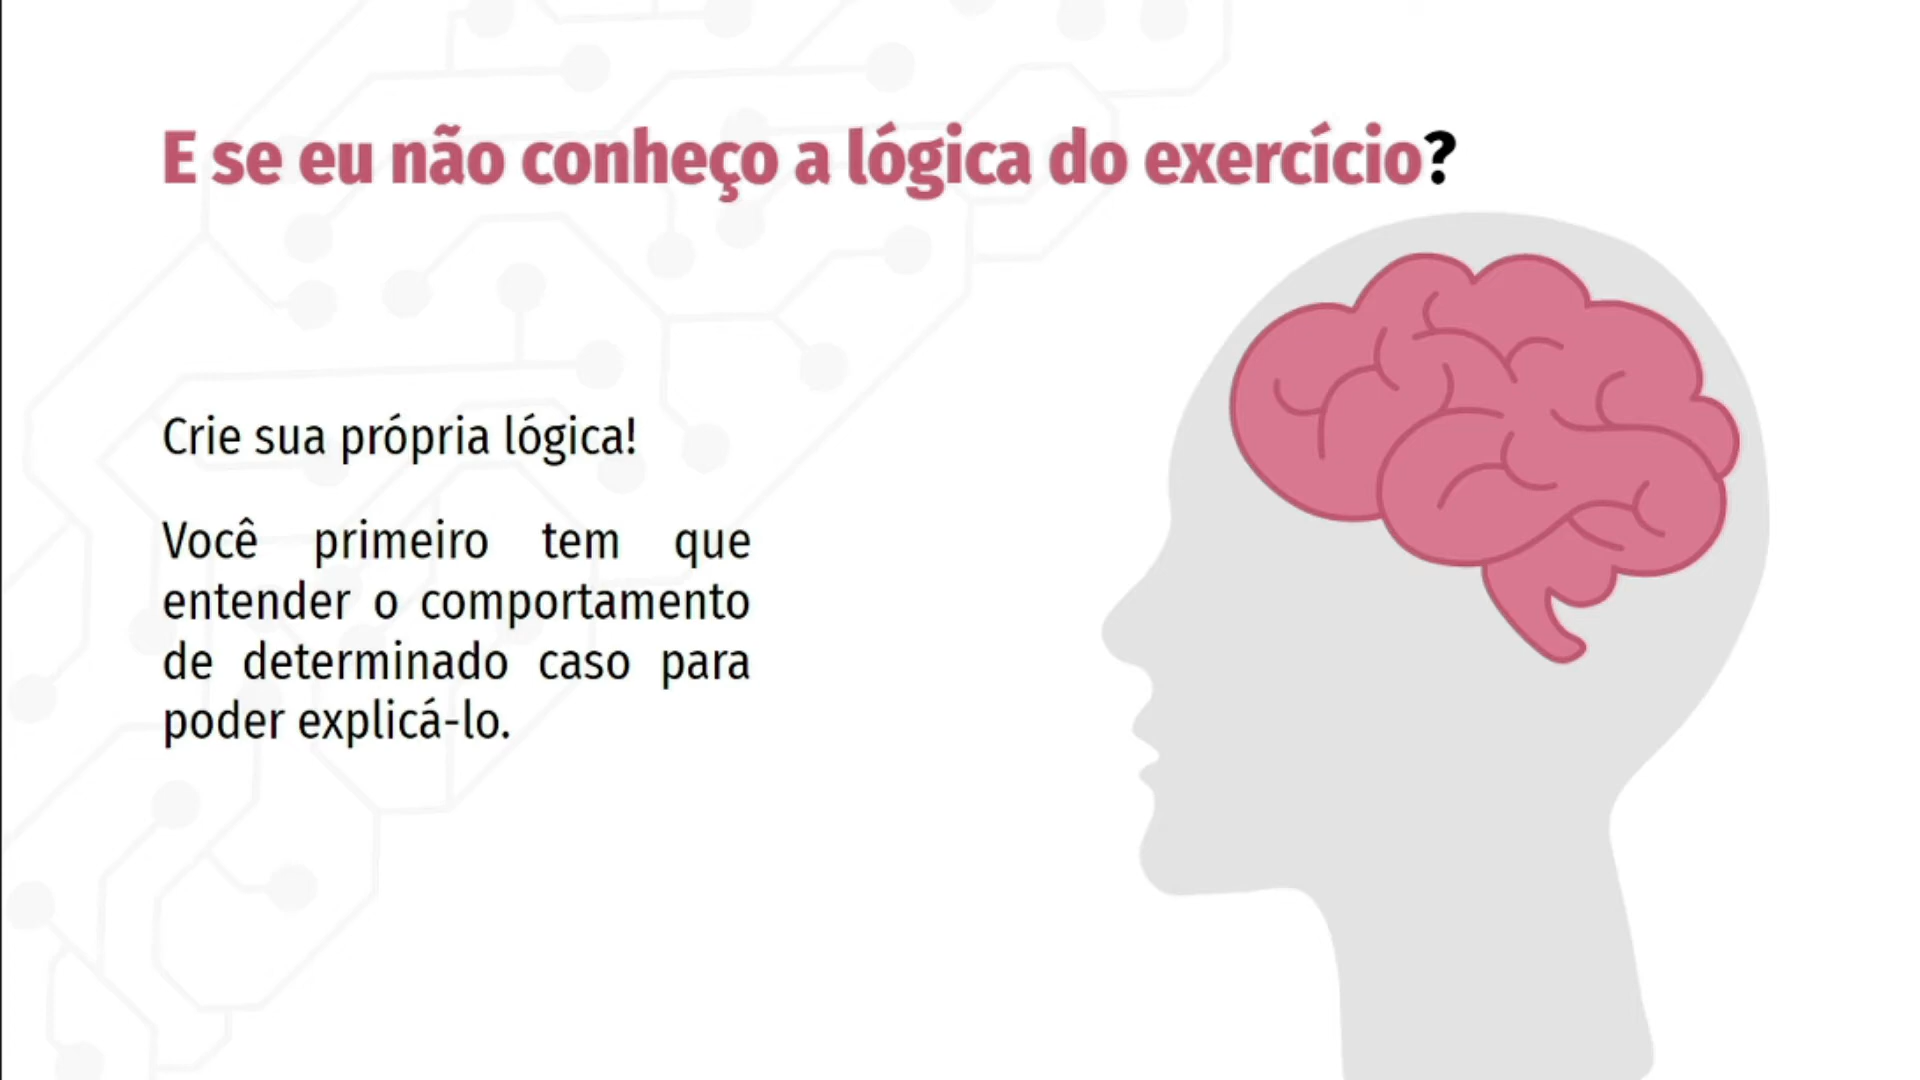 E se eu não conheço a lógica do exercício?
Crie sua própria lógica!
Você primeiro tem que
entender o comportamento
de determinado caso para
poder explicá-lo.